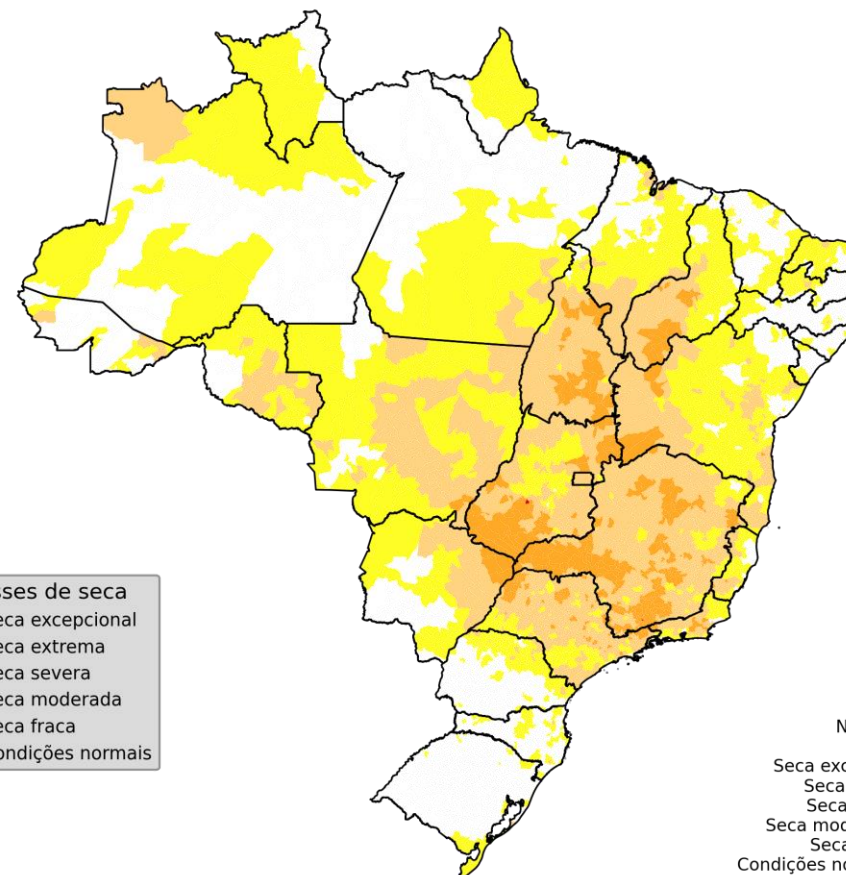 sses de seca
eca excepcional
eca extrema
eca severa
eca moderada
eca fraca
ondições normais
N
Seca exc
Seca
Seca
Seca mod
Seca
Condições no